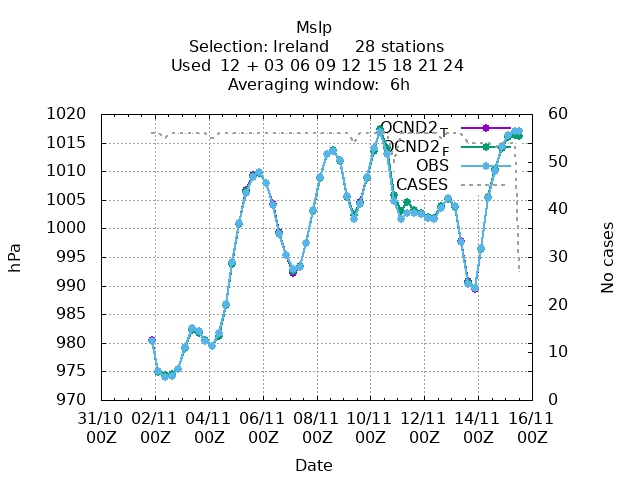 Mslp
Selection: Ireland     28 stations
Used  12 + 03 06 09 12 15 18 21 24
Averaging window:  6h
1020
1015
1010
1005
1000
995
990
985
980
975
970
hPa
60
50
40
30
20
10
0
No cases
OCND2_T
OCND2_F
OBS
CASES
31/10 02/11 04/11 06/11 08/11 10/11 12/11 14/11 16/11
00Z 00Z 00Z 00Z 00Z 00Z 00Z 00Z 00Z
Date